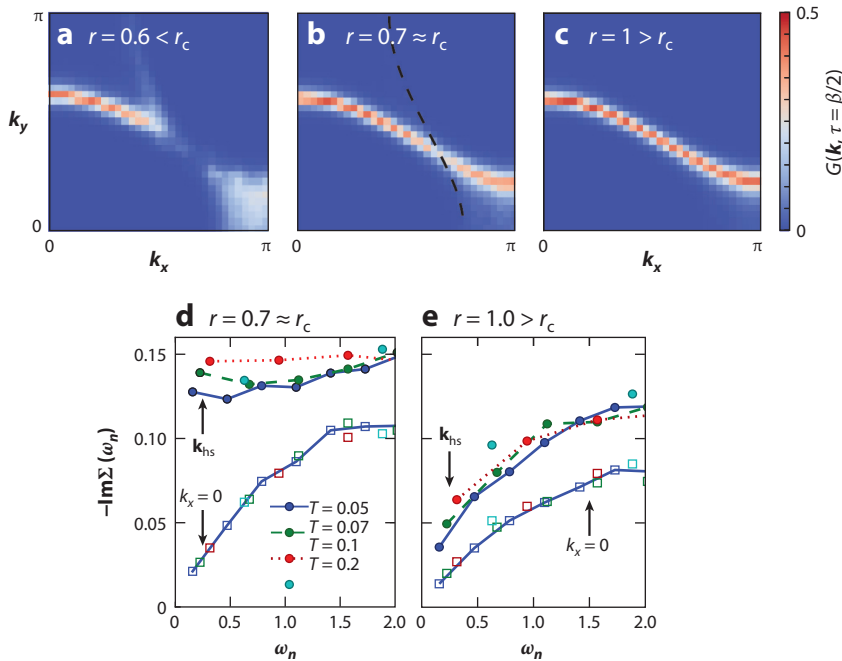 a r = 0.6 < r_c
b r = 0.7 ≈ r_c
c r = 1 > r_c
π
k_y
0
0 π
k_x
0 π
0 π
k_x
0.5
0
G(k, τ = β/2)
d r = 0.7 ≈ r_c
e r = 1.0 > r_c
0.15
0.10
0.05
0
−ImΣ (ω_n)
k_hs
k_x = 0
T = 0.05
T = 0.07
T = 0.1
T = 0.2
0 0.5 1.0 1.5 2.0
ω_n
k_hs
k_x = 0
0 0.5 1.0 1.5 2.0
ω_n